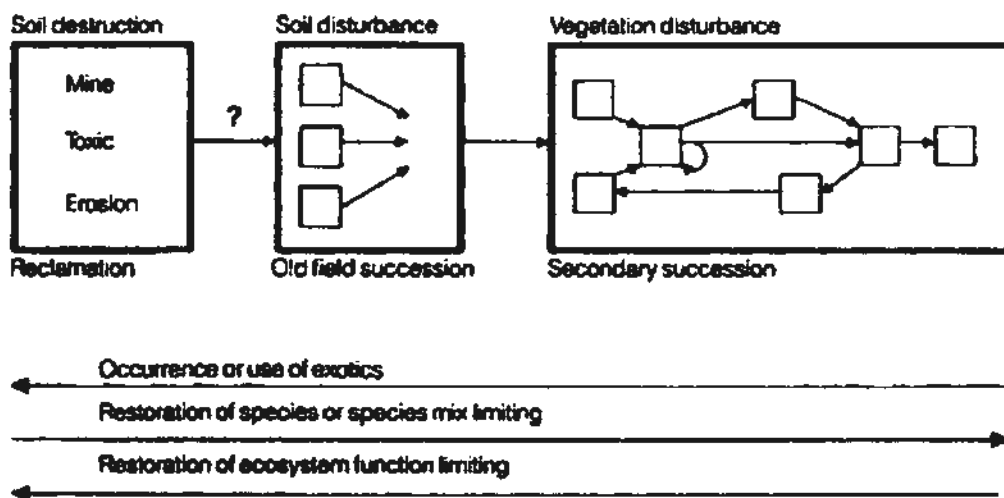 Soil destruction
Soil disturbance
Vegetation disturbance
Mine
Toxic
Erosion
?
Reclamation
Old field succession
Secondary succession
Occurrence or use of exotics
Restoration of species or species mix limiting
Restoration of ecosystem function limiting